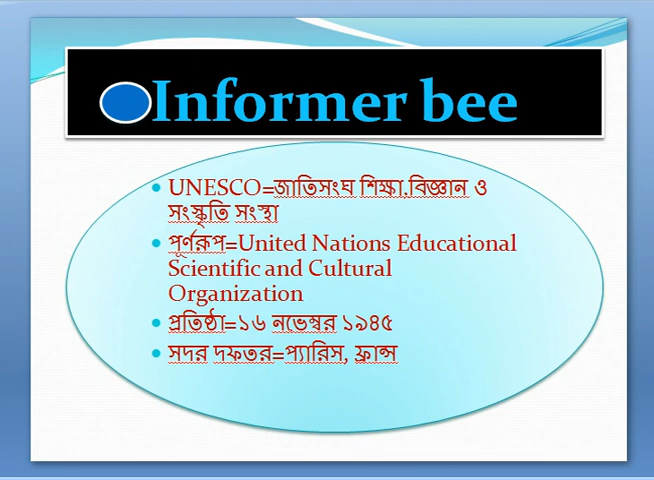 Informer bee
UNESCO=জাতিসংঘ শিক্ষা,বিজ্ঞান ও
সংস্কৃতি সংস্থা
পূর্ণরূপ=United Nations Educational
Scientific and Cultural
Organization
প্রতিষ্ঠা=১৬ নভেম্বর ১৯৪৫
সদর দফতর=প্যারিস, ফ্রান্স